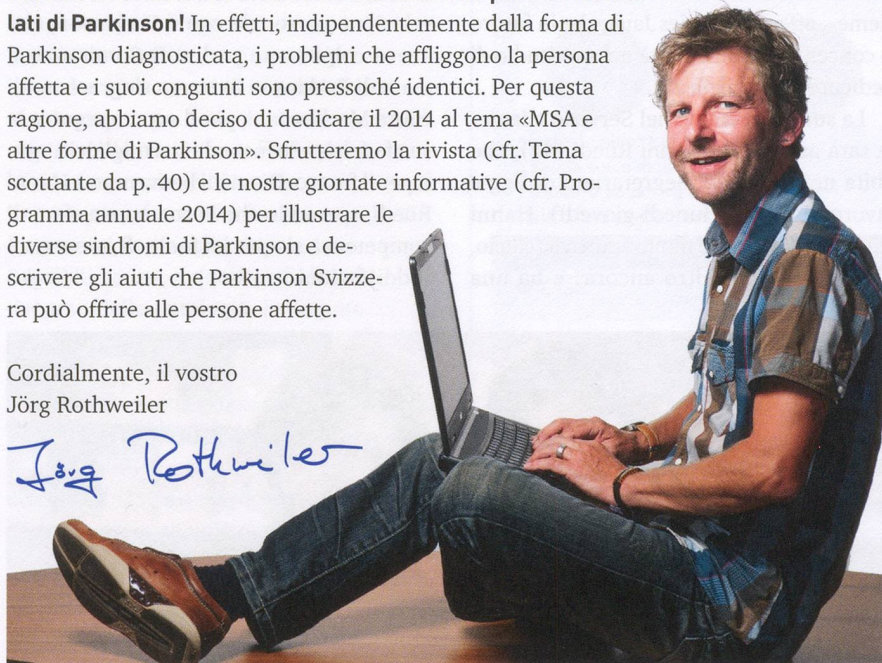 lati di Parkinson! In effetti, indipendentemente dalla forma di
Parkinson diagnosticata, i problemi che affliggono la persona
affetta e i suoi congiunti sono pressoché identici. Per questa
ragione, abbiamo deciso di dedicare il 2014 al tema «MSA e
altre forme di Parkinson». Sfrutteremo la rivista (cfr. Tema
scottante da p. 40) e le nostre giornate informative (cfr. Pro-
gramma annuale 2014) per illustrare le
diverse sindromi di Parkinson e de-
scrivere gli aiuti che Parkinson Svizze-
ra può offrire alle persone affette.
Cordialmente, il vostro
Jörg Rothweiler
Jörg Rothweiler